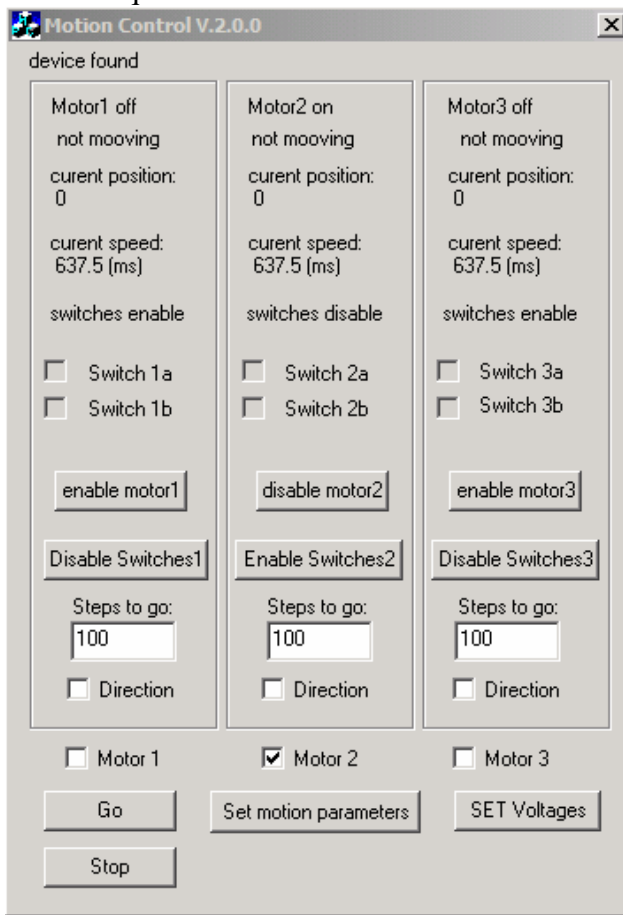 Motion Control V.2.0.0
device found
Motor1 off
not mooving
curent position:
0
curent speed:
637.5 (ms)
switches enable
Switch 1a
Switch 1b
enable motor1
Disable Switches1
Steps to go:
100
Direction
Motor2 on
not mooving
curent position:
0
curent speed:
637.5 (ms)
switches disable
Switch 2a
Switch 2b
disable motor2
Enable Switches2
Steps to go:
100
Direction
Motor3 off
not mooving
curent position:
0
curent speed:
637.5 (ms)
switches enable
Switch 3a
Switch 3b
enable motor3
Disable Switches3
Steps to go:
100
Direction
Motor 1
Motor 2
Motor 3
Go
Set motion parameters
SET Voltages
Stop